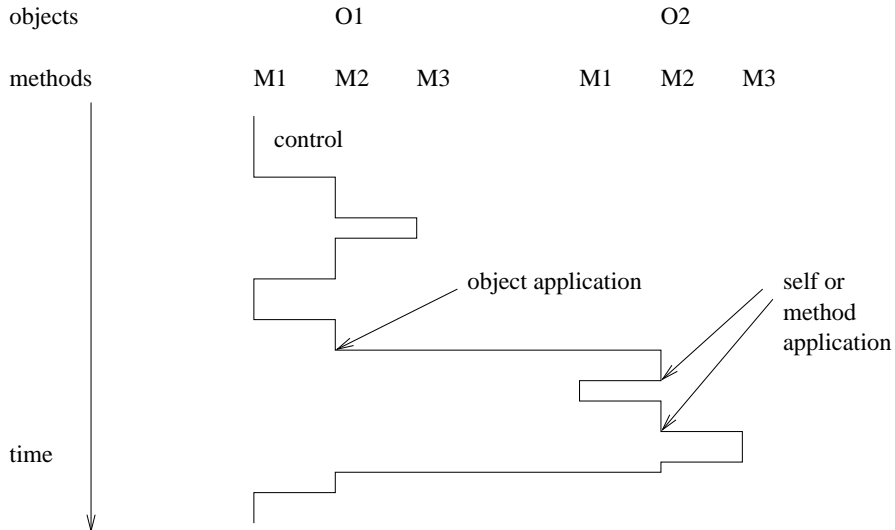 objects O1 O2
methods M1 M2 M3 M1 M2 M3
control
object application
self or
method
application
time